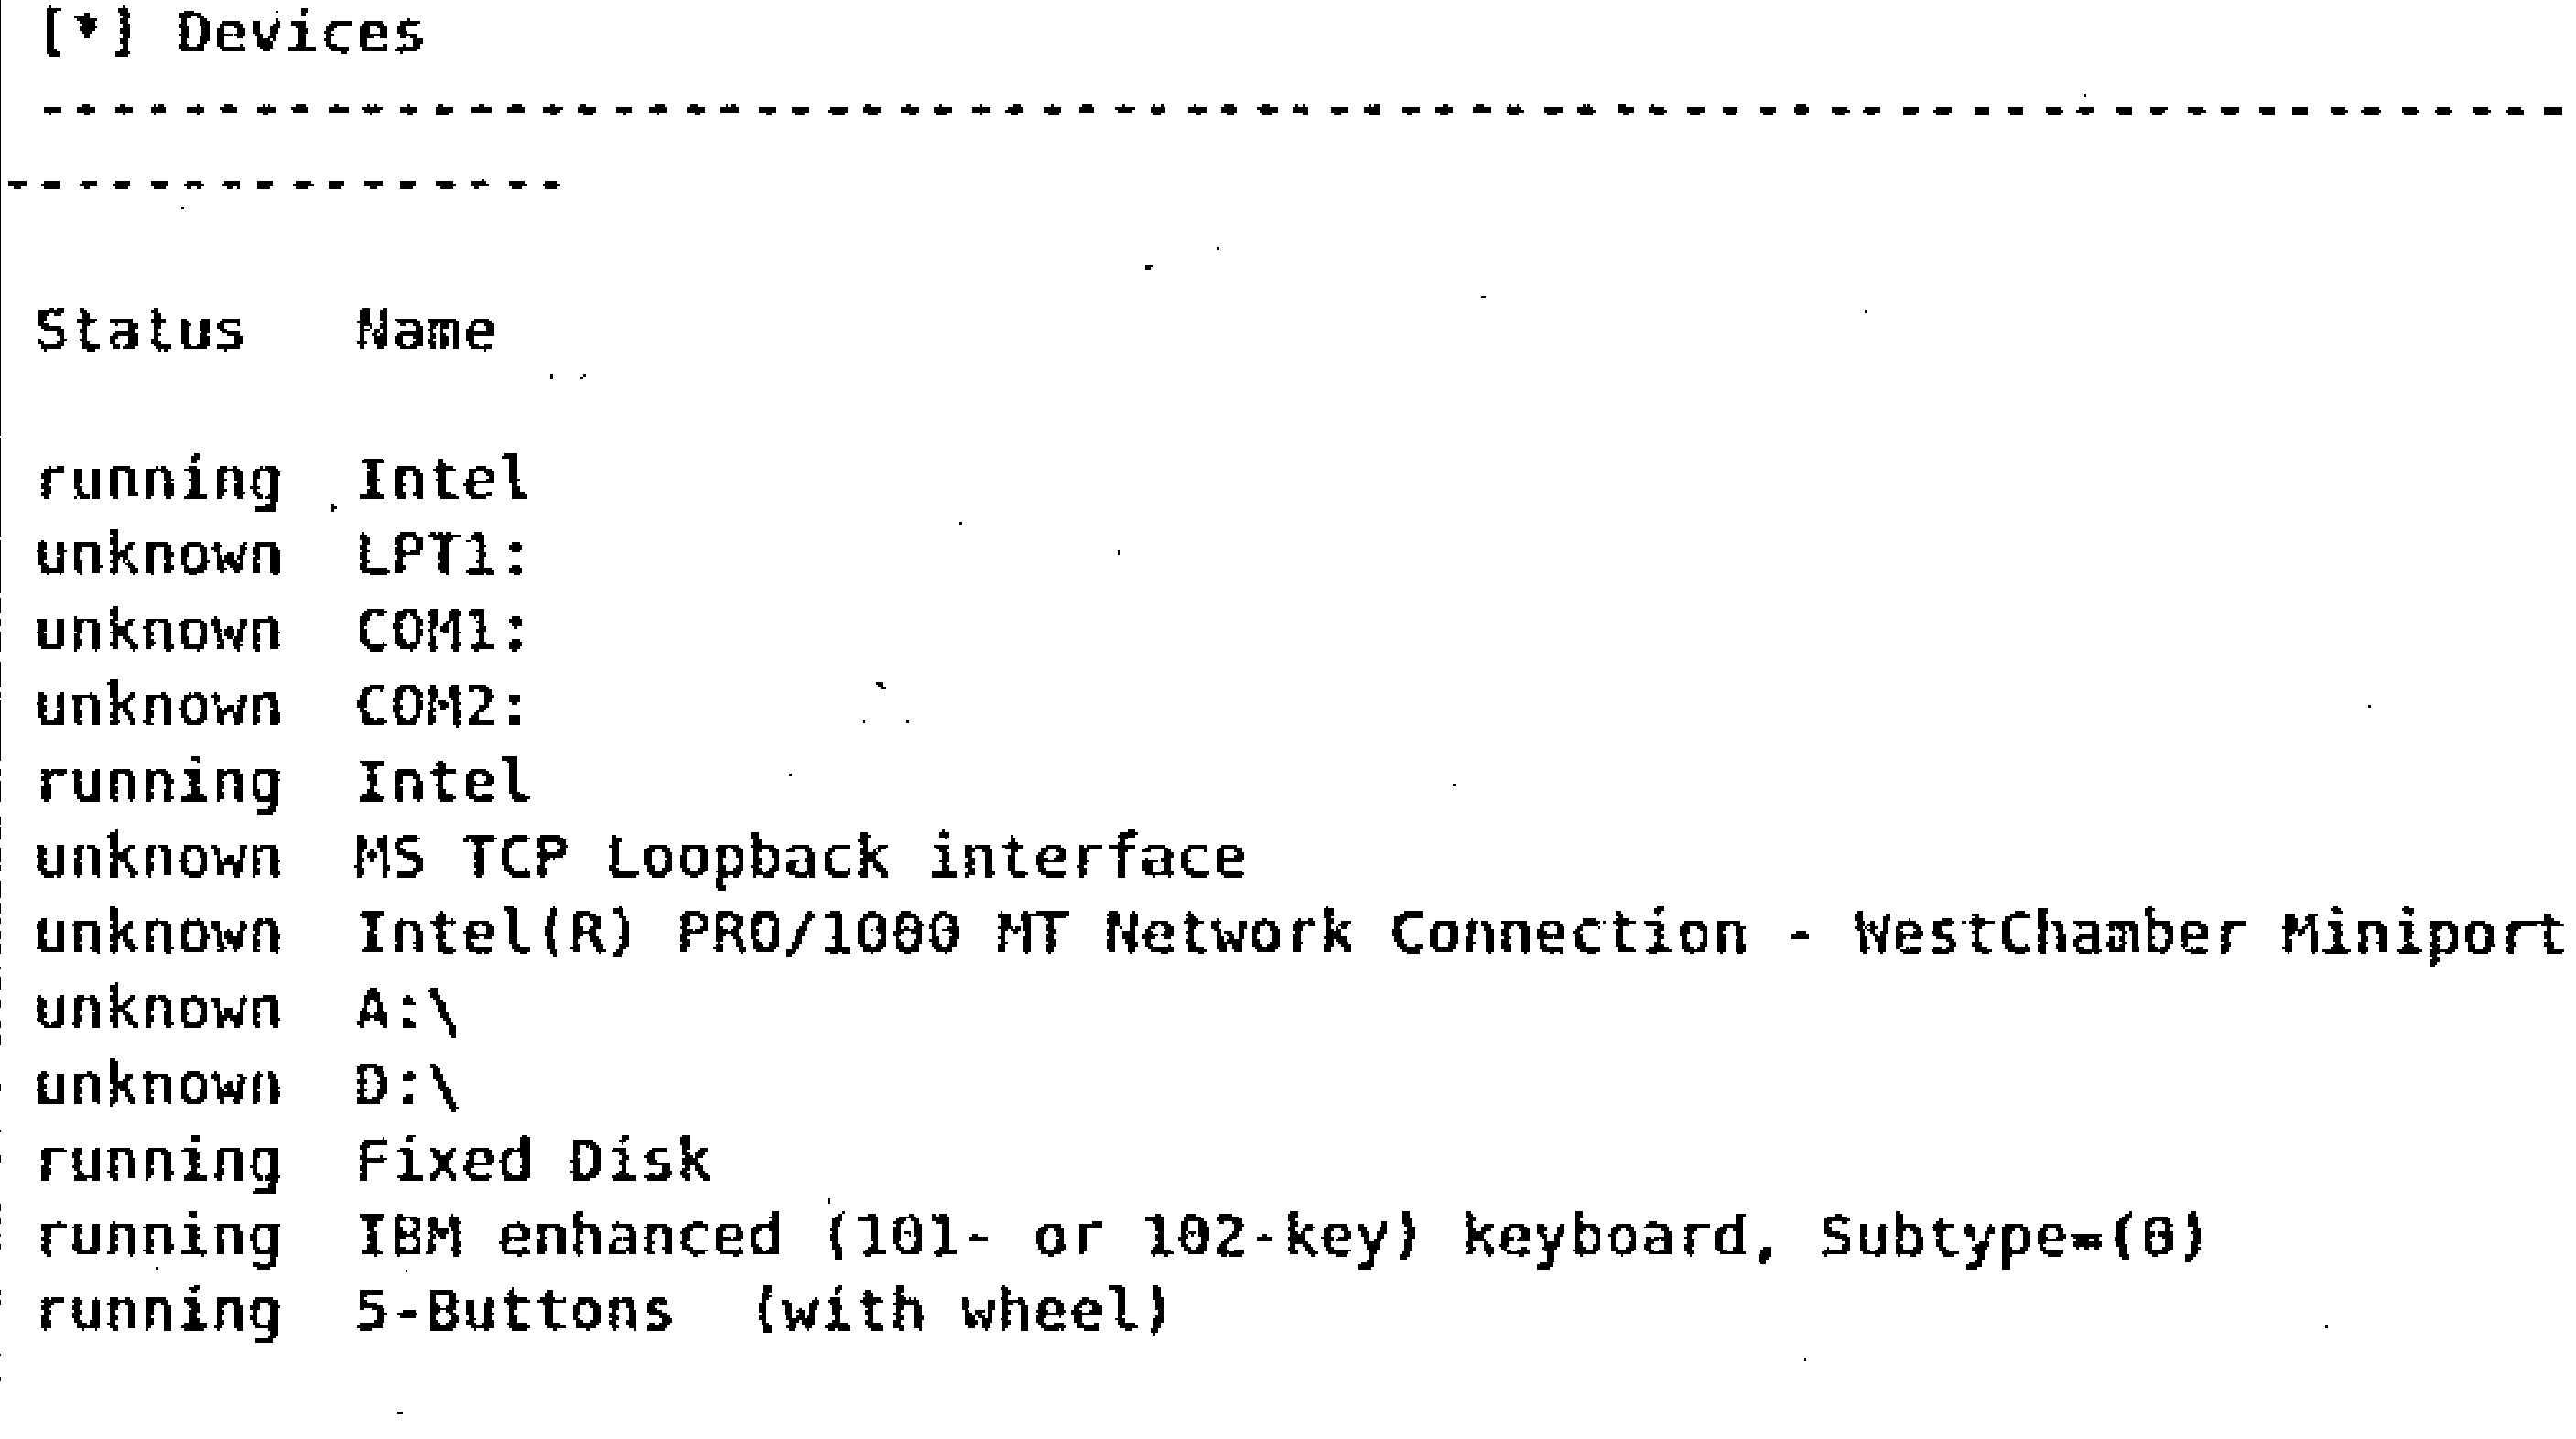 [*] Devices
-----------------------------------------------------------------------
----------------
Status   Name
running  Intel
unknown  LPT1:
unknown  COM1:
unknown  COM2:
running  Intel
unknown  MS TCP Loopback interface
unknown  Intel(R) PRO/1000 MT Network Connection - WestChamber Miniport
unknown  A:\
unknown  D:\
running  Fixed Disk
running  IBM enhanced (101- or 102-key) keyboard, Subtype=(0)
running  5-Buttons  (with wheel)